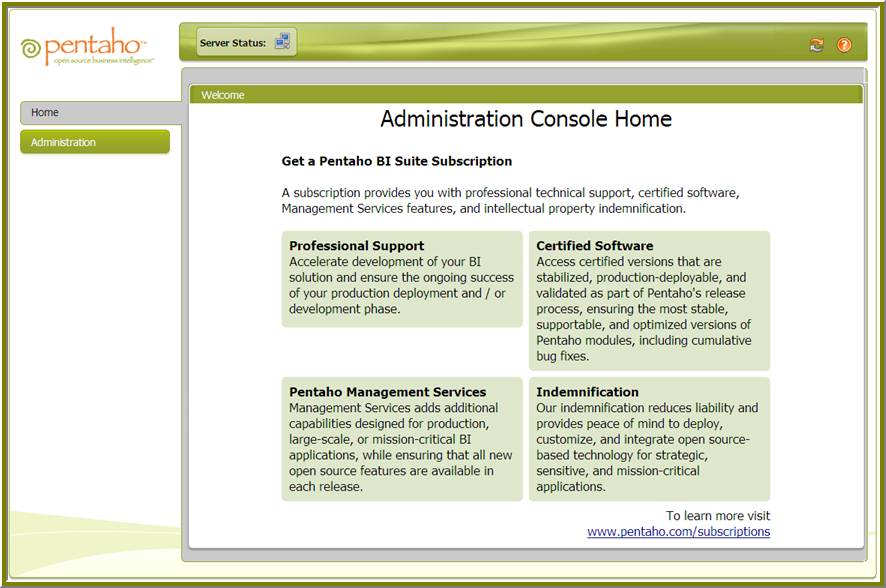 pentaho™
open source business intelligence™
Server Status:
Home
Administration
Welcome
Administration Console Home
Get a Pentaho BI Suite Subscription
A subscription provides you with professional technical support, certified software,
Management Services features, and intellectual property indemnification.
Professional Support
Accelerate development of your BI
solution and ensure the ongoing success
of your production deployment and / or
development phase.
Certified Software
Access certified versions that are
stabilized, production-deployable, and
validated as part of Pentaho's release
process, ensuring the most stable,
supportable, and optimized versions of
Pentaho modules, including cumulative
bug fixes.
Pentaho Management Services
Management Services adds additional
capabilities designed for production,
large-scale, or mission-critical BI
applications, while ensuring that all new
open source features are available in
each release.
Indemnification
Our indemnification reduces liability and
provides peace of mind to deploy,
customize, and integrate open source-
based technology for strategic,
sensitive, and mission-critical
applications.
To learn more visit
www.pentaho.com/subscriptions